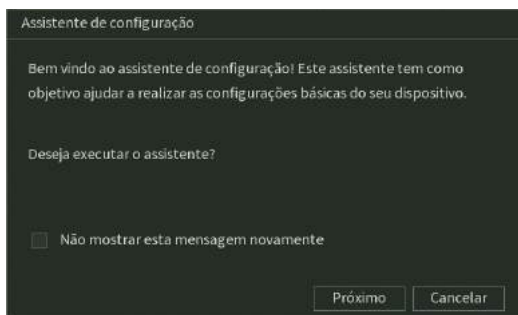 Assistente de configuração
Bem vindo ao assistente de configuração! Este assistente tem como
objetivo ajudar a realizar as configurações básicas do seu dispositivo.
Deseja executar o assistente?
Não mostrar esta mensagem novamente
Próximo Cancelar